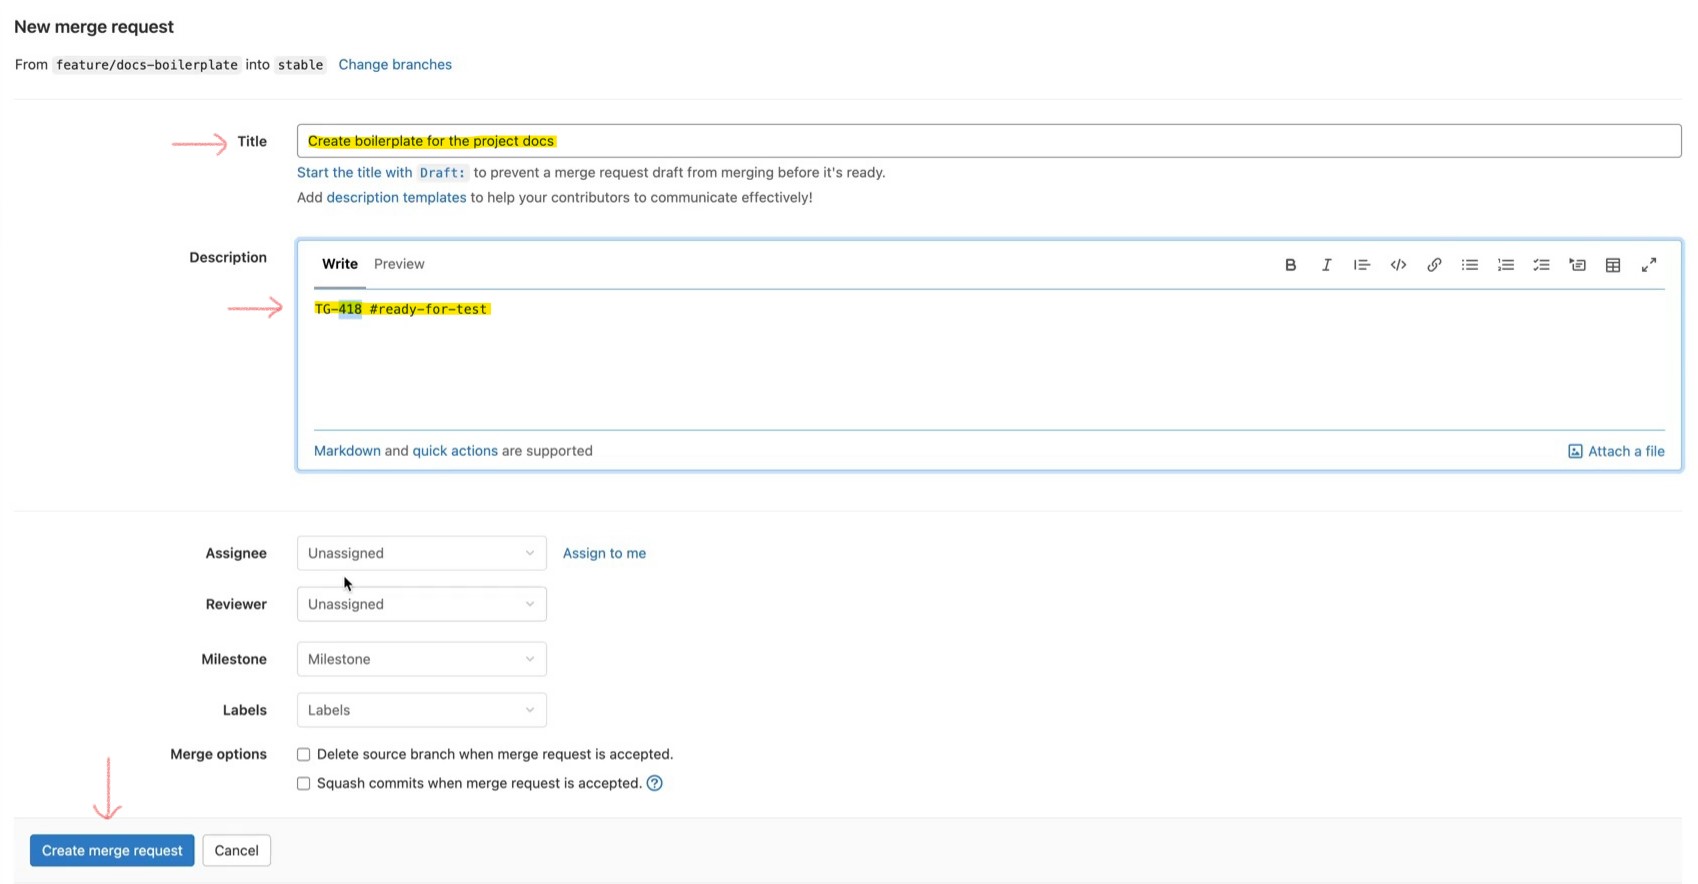 New merge request
From feature/docs-boilerplate into stable Change branches
Title Create boilerplate for the project docs
Start the title with Draft: to prevent a merge request draft from merging before it's ready.
Add description templates to help your contributors to communicate effectively!
Description Write Preview
TG-418 #ready-for-test
Markdown and quick actions are supported Attach a file
Assignee Unassigned Assign to me
Reviewer Unassigned
Milestone Milestone
Labels Labels
Merge options Delete source branch when merge request is accepted.
Squash commits when merge request is accepted. ?
Create merge request Cancel